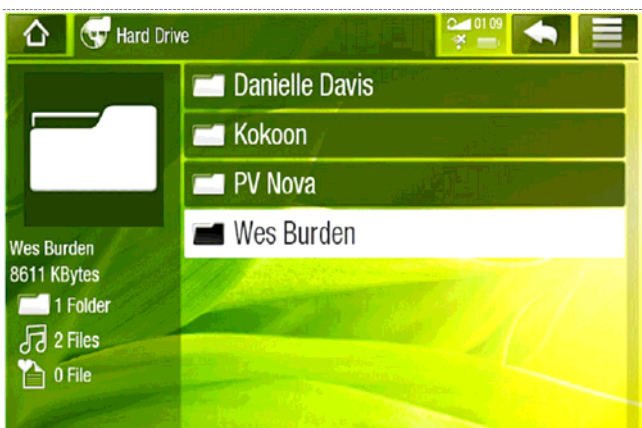 Hard Drive
01 09
Danielle Davis
Kokoon
PV Nova
Wes Burden
Wes Burden
8611 KBytes
1 Folder
2 Files
0 File